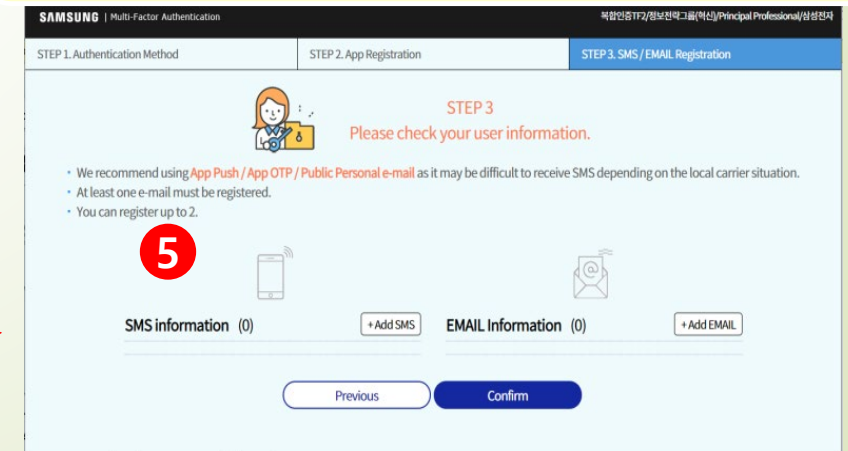 SAMSUNG | Multi-Factor Authentication
복합인증TF2/정보전략그룹(혁신)/Principal Professional/삼성전자
STEP 1. Authentication Method
STEP 2. App Registration
STEP 3. SMS / EMAIL Registration
STEP 3
Please check your user information.
• We recommend using App Push / App OTP / Public Personal e-mail as it may be difficult to receive SMS depending on the local carrier situation.
• At least one e-mail must be registered.
• You can register up to 2.
5
SMS information (0)
+ Add SMS
EMAIL Information (0)
+ Add EMAIL
Previous
Confirm